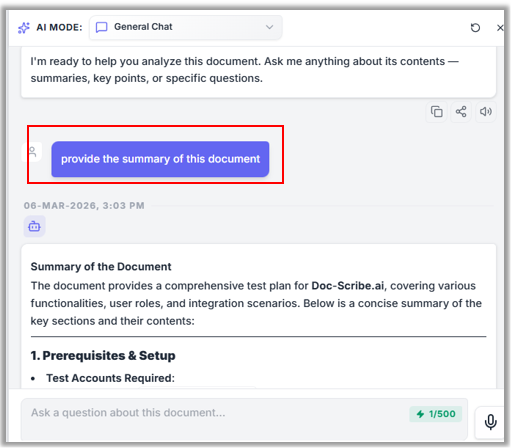 AI MODE: General Chat
I'm ready to help you analyze this document. Ask me anything about its contents —
summaries, key points, or specific questions.
provide the summary of this document
06-MAR-2026, 3:03 PM
Summary of the Document
The document provides a comprehensive test plan for Doc-Scribe.ai, covering various
functionalities, user roles, and integration scenarios. Below is a concise summary of the
key sections and their contents:
1. Prerequisites & Setup
• Test Accounts Required:
Ask a question about this document...
1/500